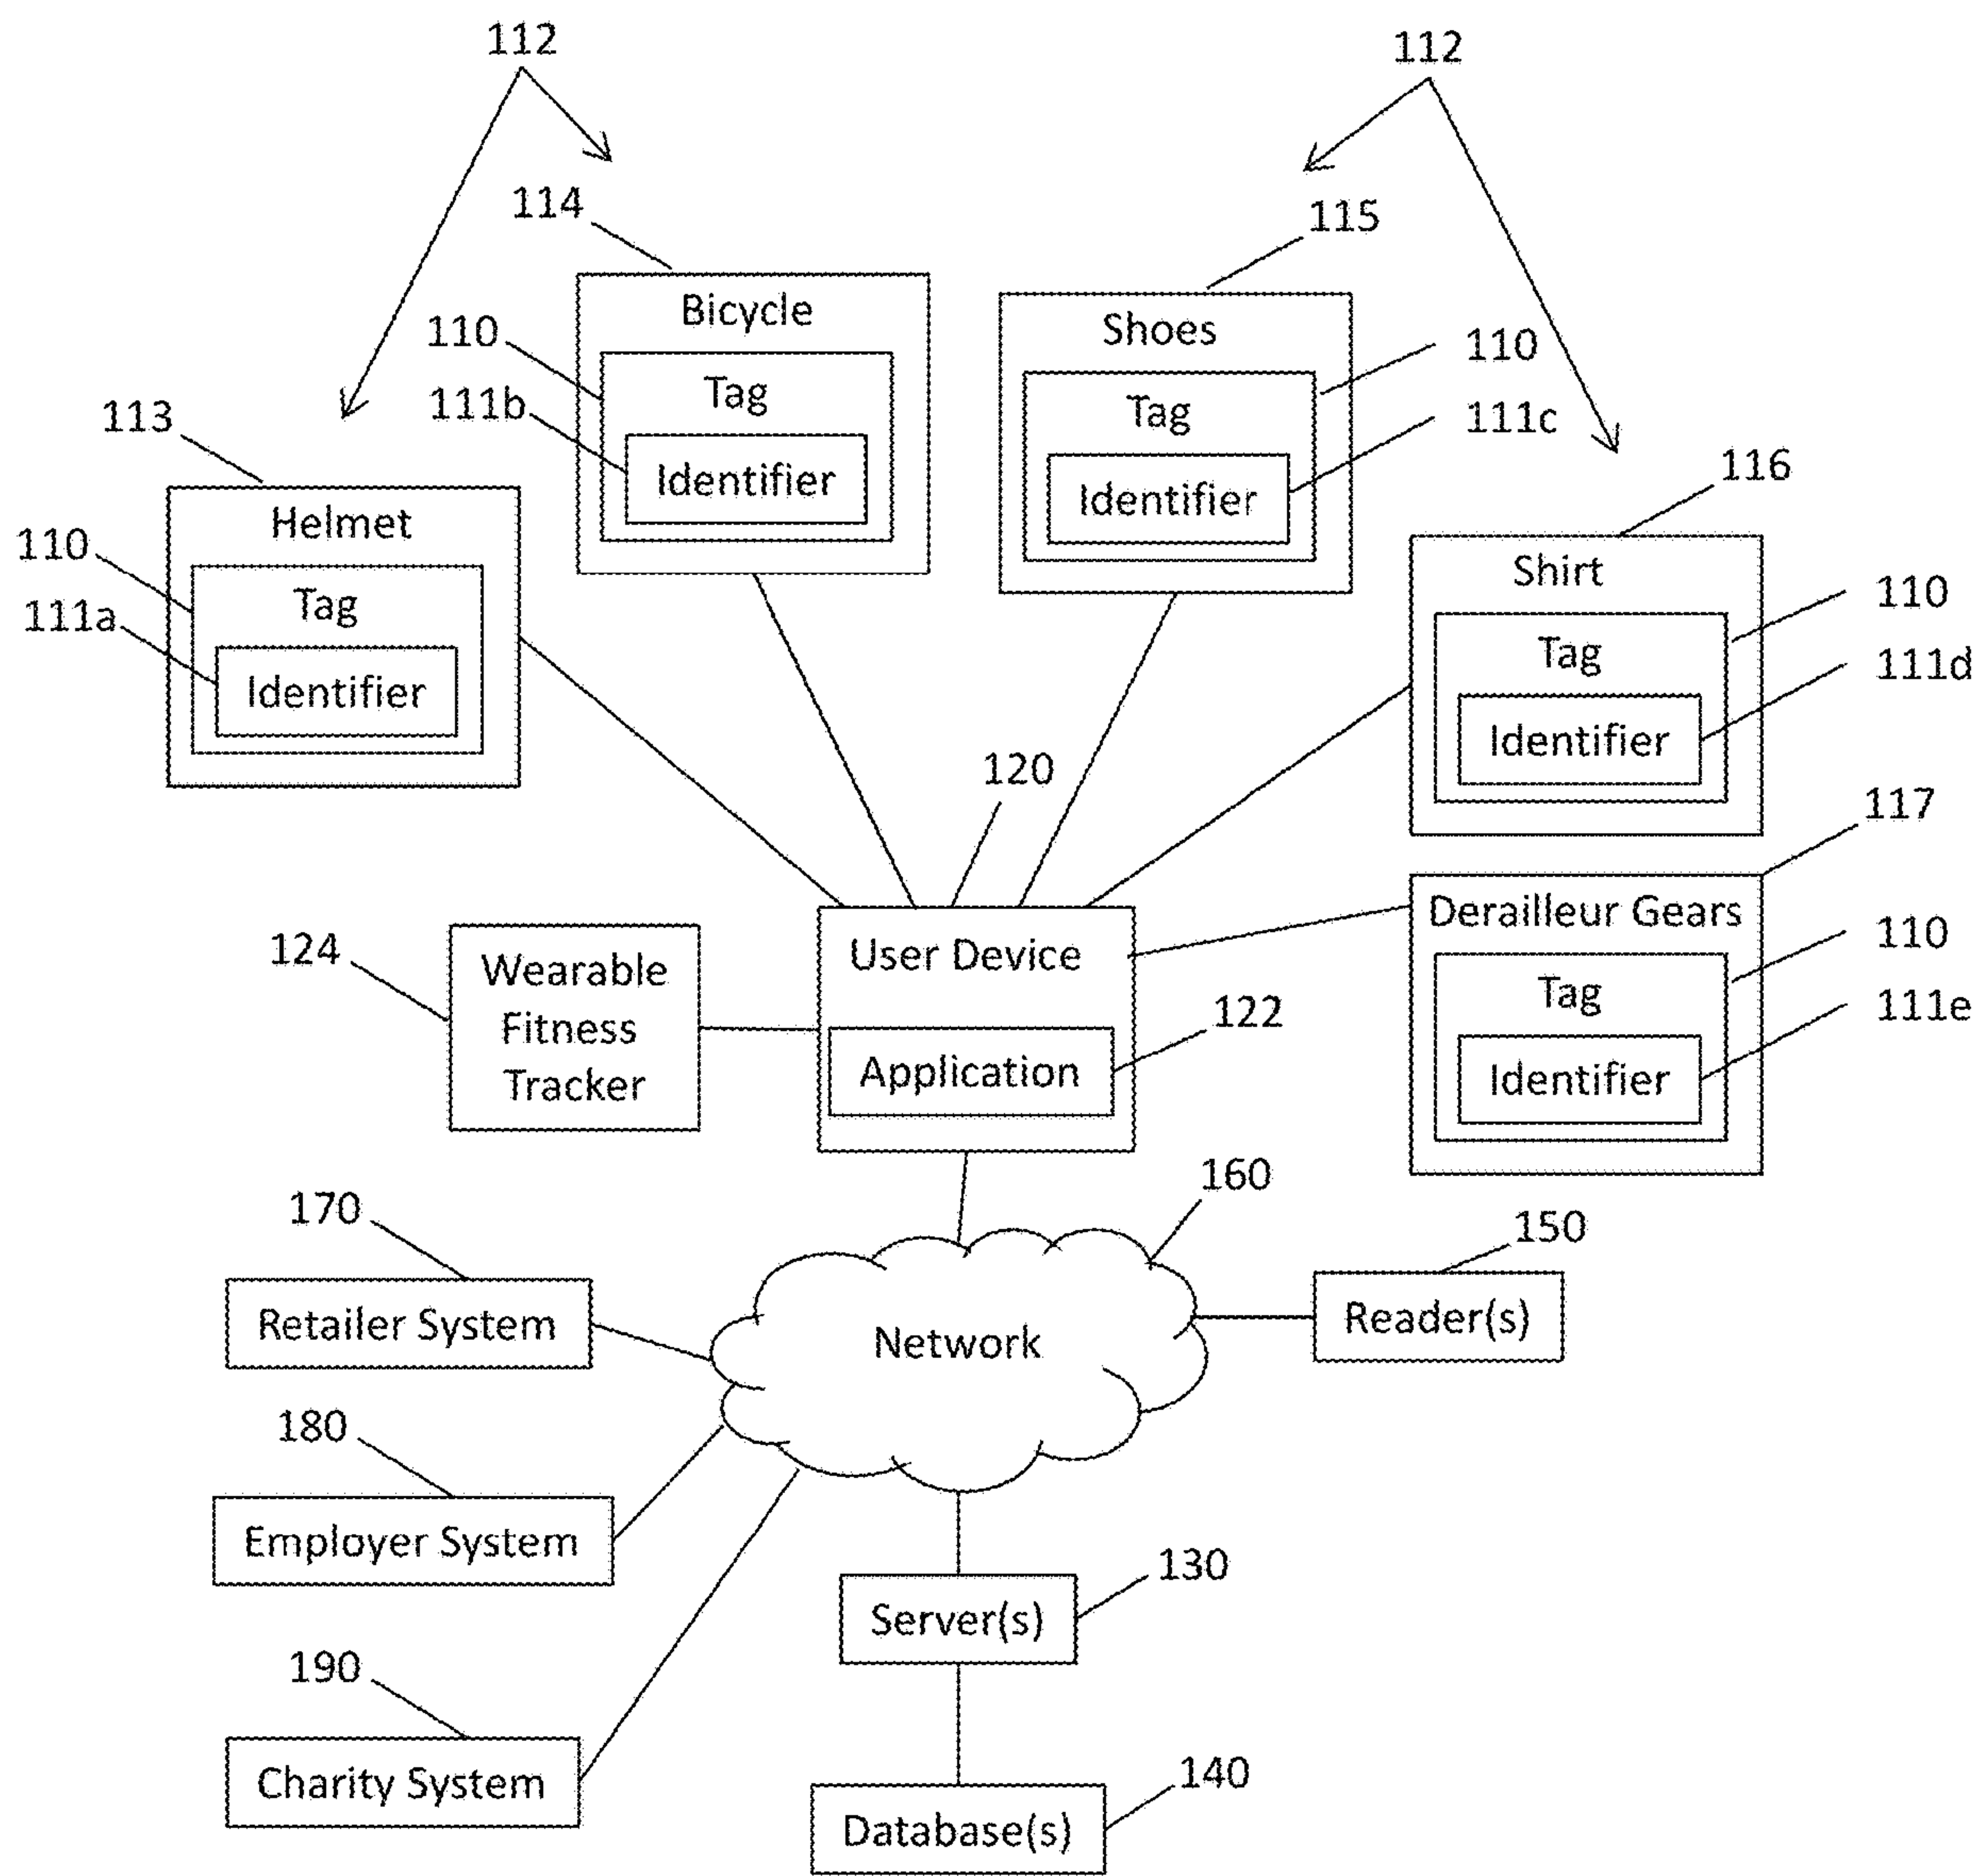 112
112
114
115
Bicycle
110
Tag
111b
Identifier
Shoes
110
Tag
111c
Identifier
113
Helmet
110
Tag
111a
Identifier
116
Shirt
110
Tag
111d
Identifier
120
117
Derailleur Gears
110
Tag
111e
Identifier
124
Wearable
Fitness
Tracker
User Device
122
Application
160
170
150
Retailer System
Network
Reader(s)
180
Employer System
130
Server(s)
190
Charity System
140
Database(s)